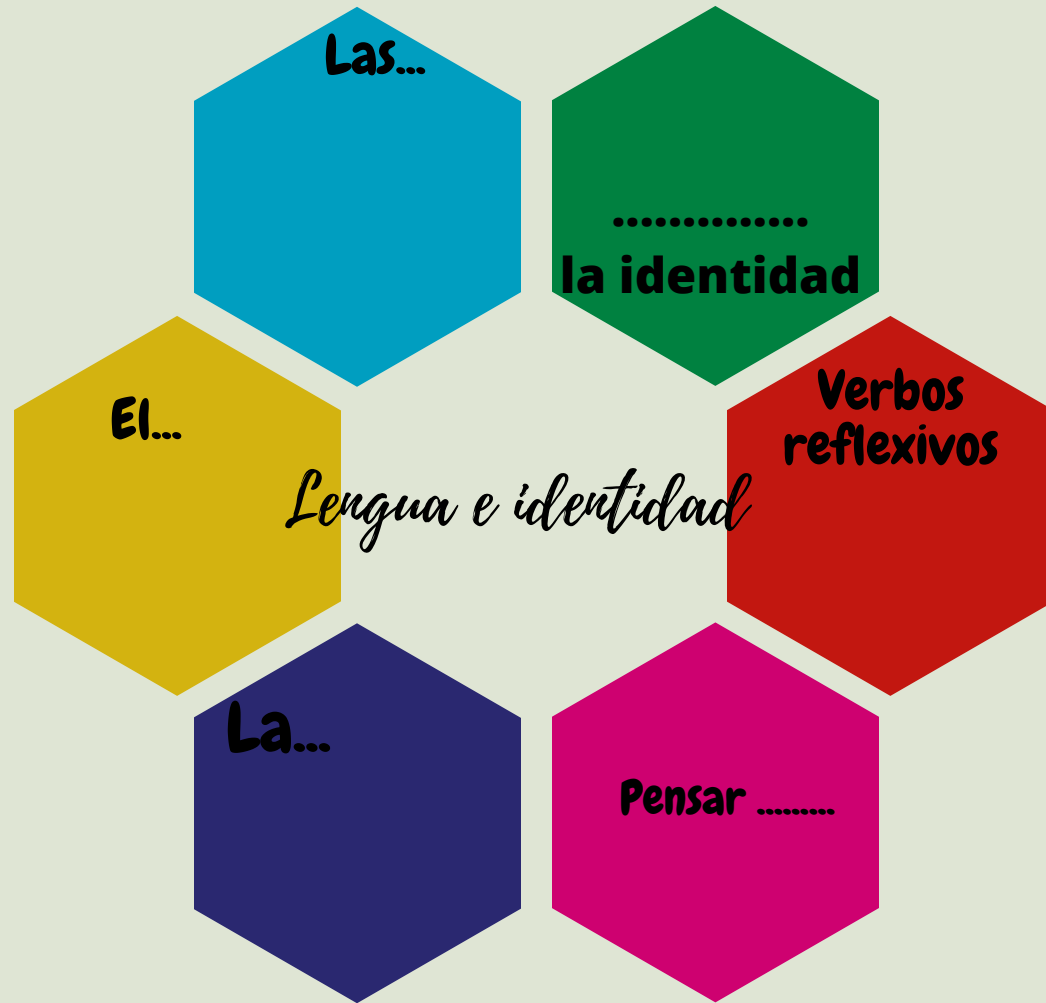 Las...
..............
la identidad
El...
Verbos
reflexivos
Lengua e identidad
La...
Pensar .........